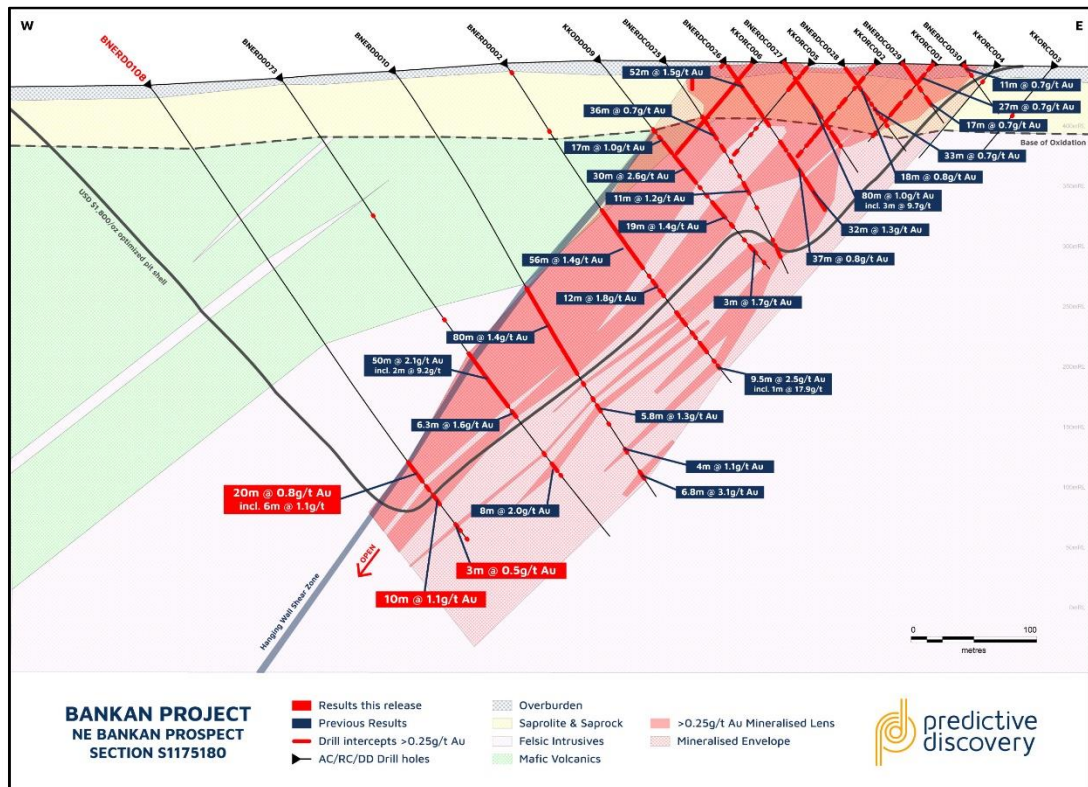 W
E
BNERD0108
BNERD0073
BNERD0010
BNERD0002
KKODD009
BNERDC0025
BNERDC0026
KKORC006
BNERDC0027
KKORC005
BNERDC0028
KKORC002
BNERDC0029
KKORC001
BNERDC0030
KKORC004
KKORC003
52m @ 1.5g/t Au
11m @ 0.7g/t Au
36m @ 0.7g/t Au
27m @ 0.7g/t Au
17m @ 0.7g/t Au
400mRL
17m @ 1.0g/t Au
Base of Oxidation
33m @ 0.7g/t Au
30m @ 2.6g/t Au
18m @ 0.8g/t Au
350mRL
11m @ 1.2g/t Au
80m @ 1.0g/t Au
incl. 3m @ 9.7g/t
19m @ 1.4g/t Au
32m @ 1.3g/t Au
300mRL
USD $1,800/oz optimized pit shell
56m @ 1.4g/t Au
37m @ 0.8g/t Au
12m @ 1.8g/t Au
3m @ 1.7g/t Au
250mRL
80m @ 1.4g/t Au
50m @ 2.1g/t Au
incl. 2m @ 9.2g/t
200mRL
9.5m @ 2.5g/t Au
incl. 1m @ 17.9g/t
6.3m @ 1.6g/t Au
5.8m @ 1.3g/t Au
150mRL
4m @ 1.1g/t Au
20m @ 0.8g/t Au
incl. 6m @ 1.1g/t
6.8m @ 3.1g/t Au
100mRL
8m @ 2.0g/t Au
50mRL
OPEN
3m @ 0.5g/t Au
10m @ 1.1g/t Au
0mRL
Hanging Wall Shear Zone
0
100
metres
BANKAN PROJECT
NE BANKAN PROSPECT
SECTION S1175180
Results this release
Previous Results
Drill intercepts >0.25g/t Au
AC/RC/DD Drill holes
Overburden
Saprolite & Saprock
Felsic Intrusives
Mafic Volcanics
>0.25g/t Au Mineralised Lens
Mineralised Envelope
predictive
discovery